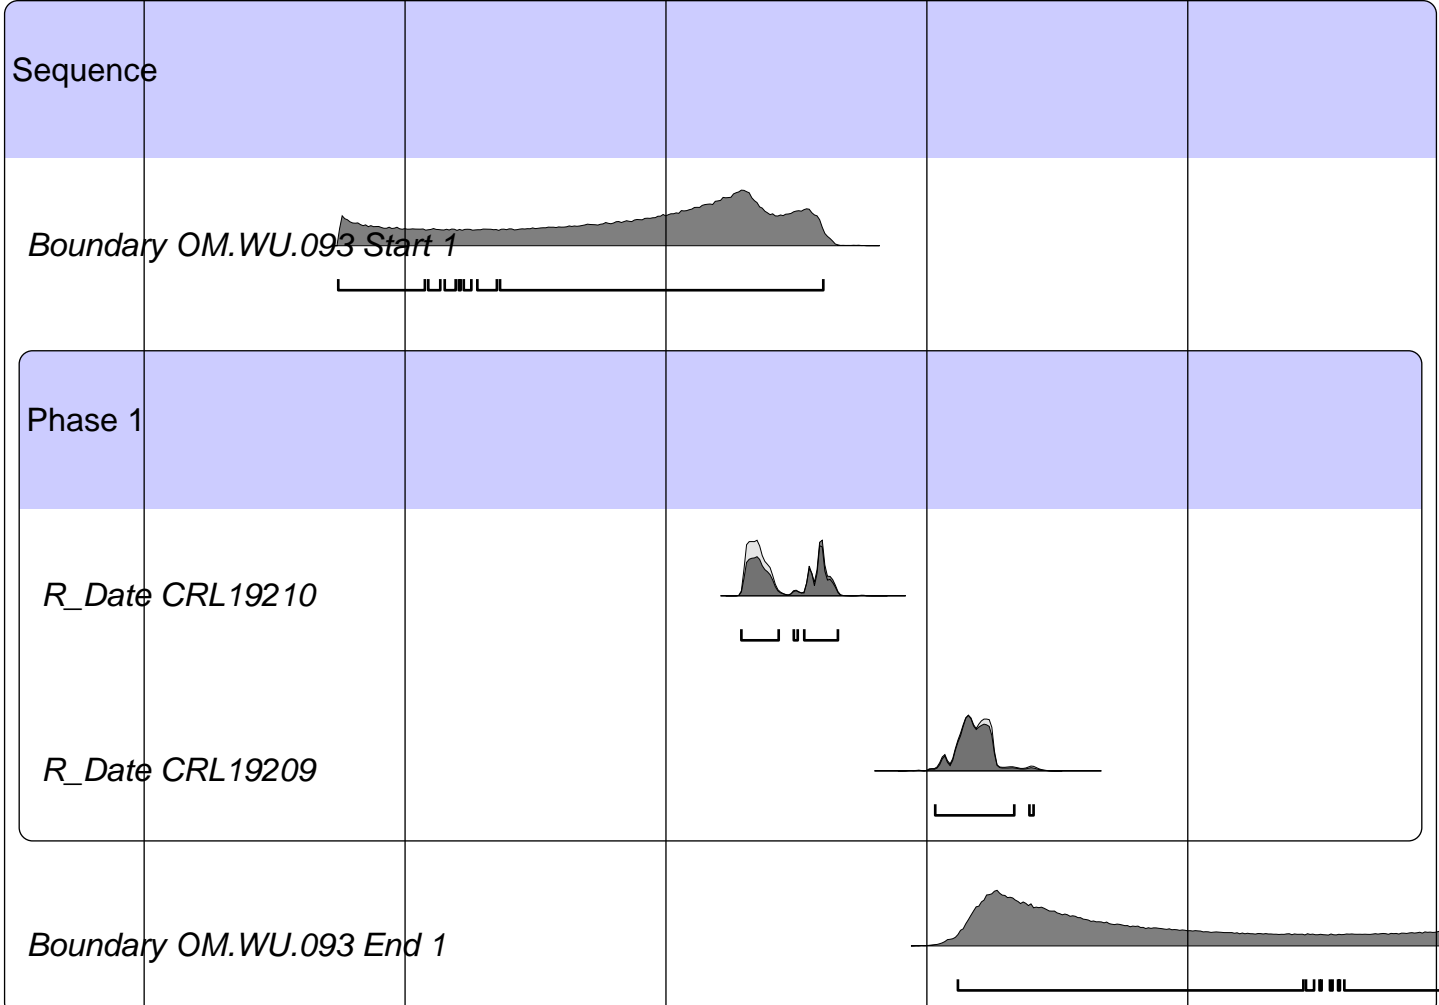 Sequence
Boundary OM.WU.093 Start 1
Phase 1
R_Date CRL19210
R_Date CRL19209
Boundary OM.WU.093 End 1